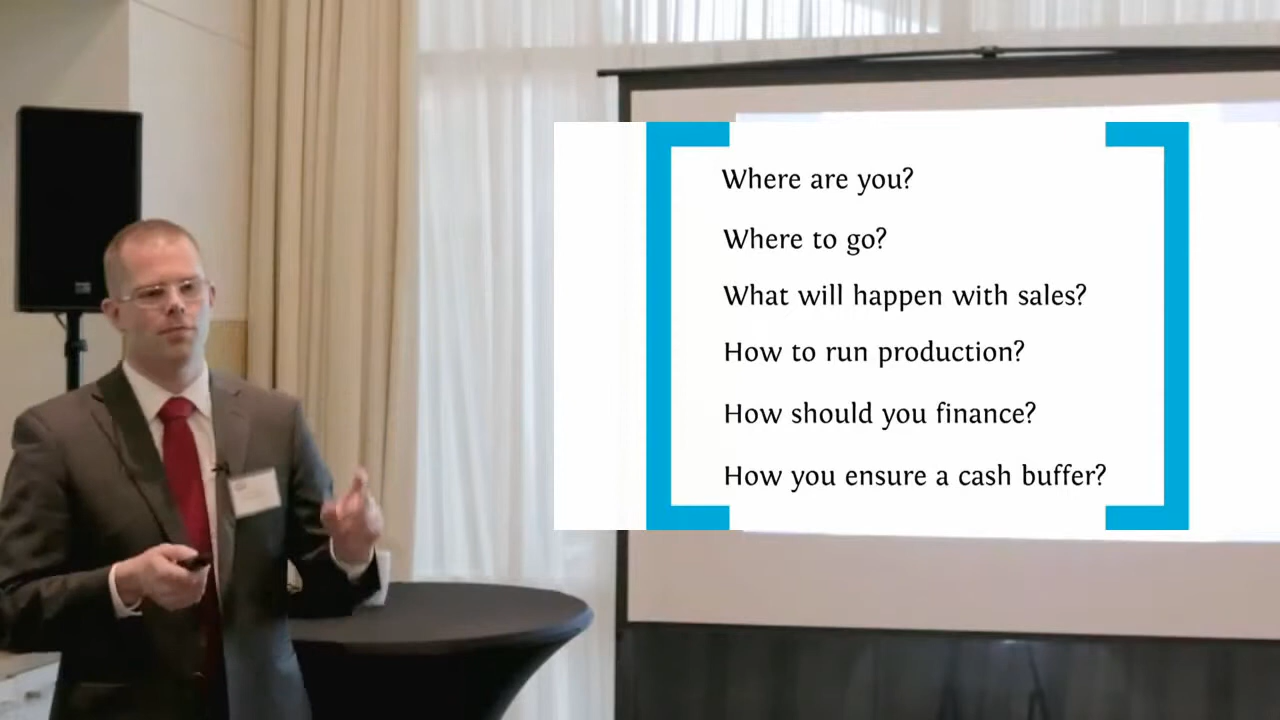 Where are you?
Where to go?
What will happen with sales?
How to run production?
How should you finance?
How you ensure a cash buffer?